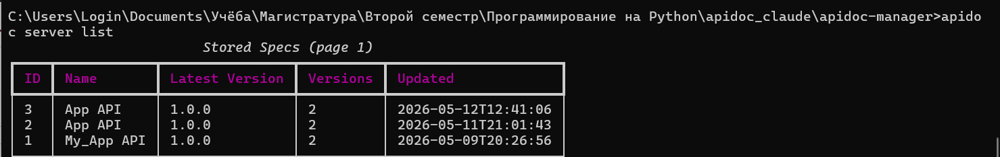 C:\Users\Login\Documents\Учёба\Магистратура\Второй семестр\Программирование на Python\apidoc_claude\apidoc-manager>apido
c server list
Stored Specs (page 1)
ID Name Latest Version Versions Updated
3 App API 1.0.0 2 2026-05-12T12:41:06
2 App API 1.0.0 2 2026-05-11T21:01:43
1 My_App API 1.0.0 2 2026-05-09T20:26:56